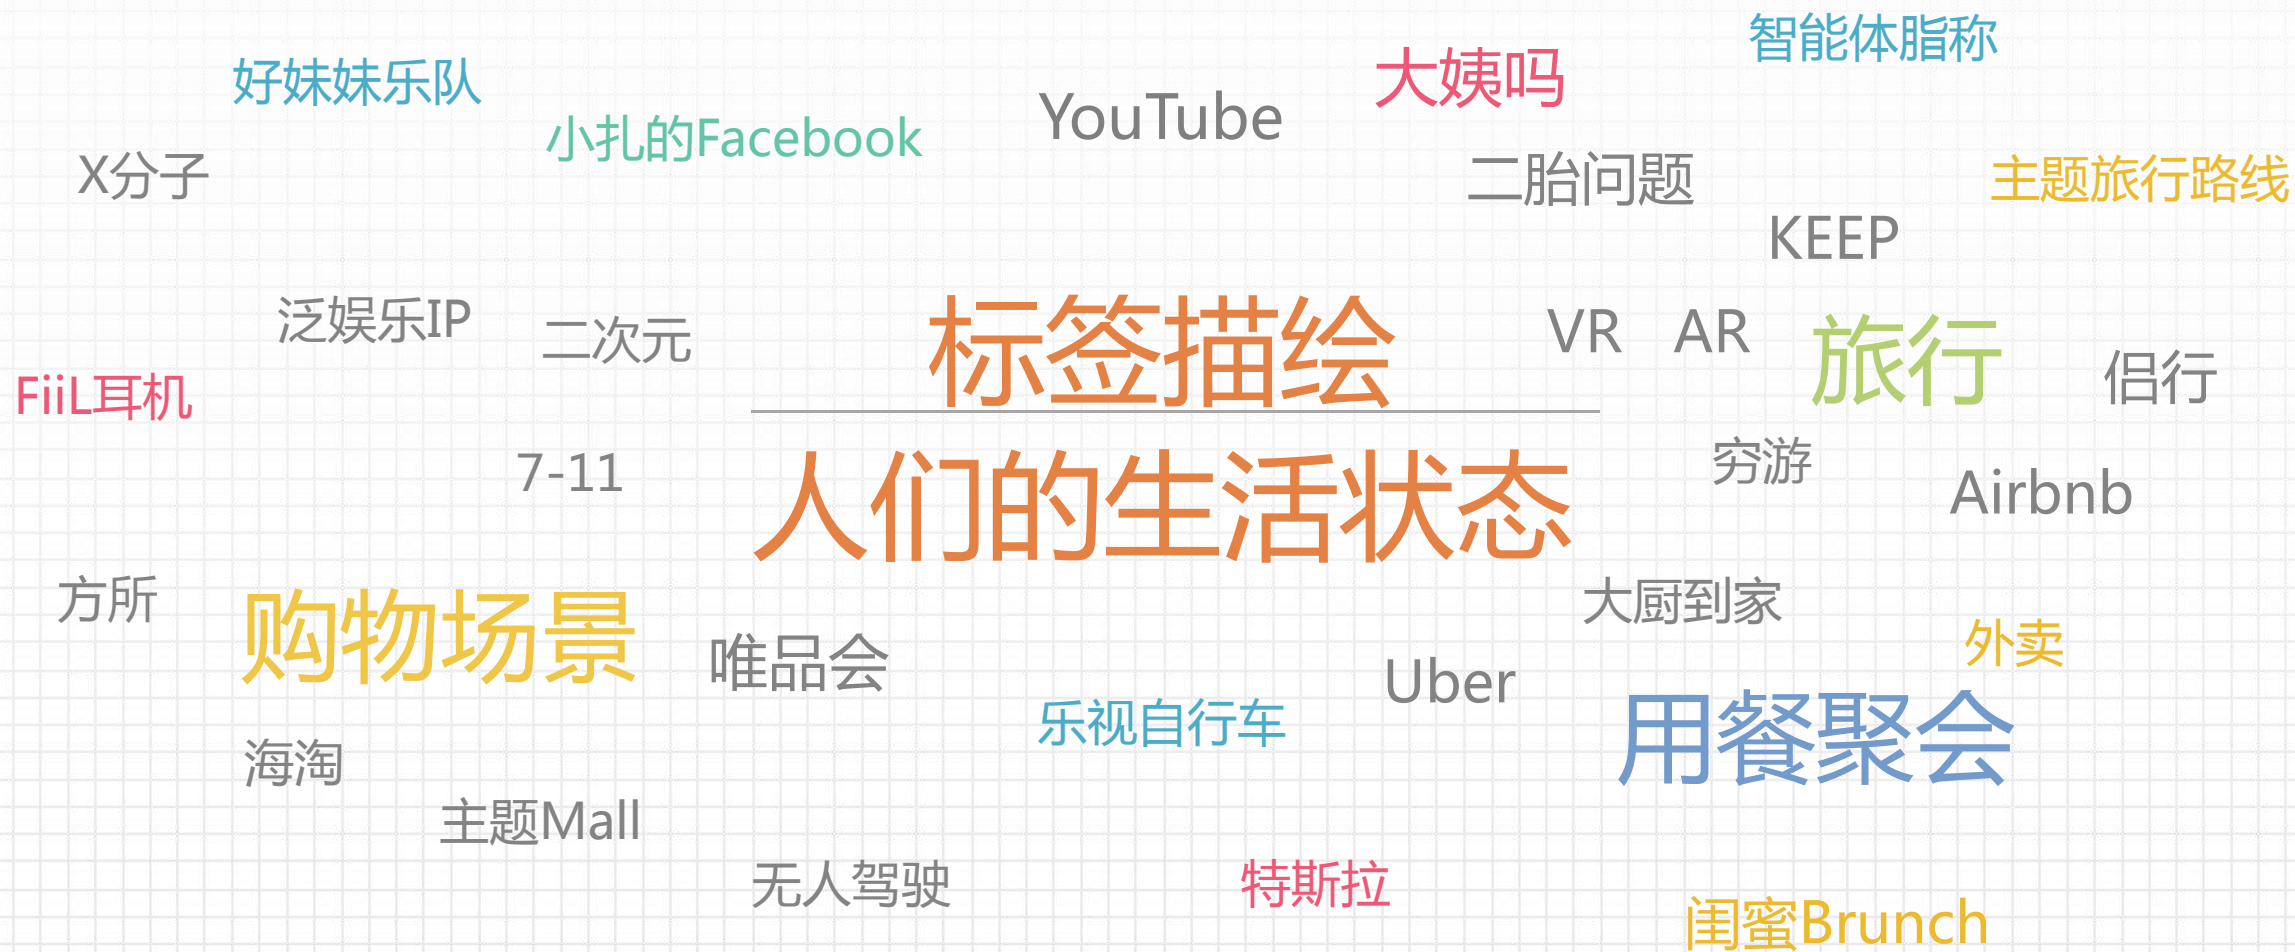 智能体脂称
好妹妹乐队
大姨吗
YouTube
小扎的Facebook
X分子
二胎问题
主题旅行路线
KEEP
泛娱乐IP
二次元
标签描绘
VR
AR
旅行
侣行
FiiL耳机
7-11
人们的生活状态
穷游
Airbnb
方所
购物场景
唯品会
大厨到家
外卖
Uber
乐视自行车
用餐聚会
海淘
主题Mall
无人驾驶
特斯拉
闺蜜Brunch